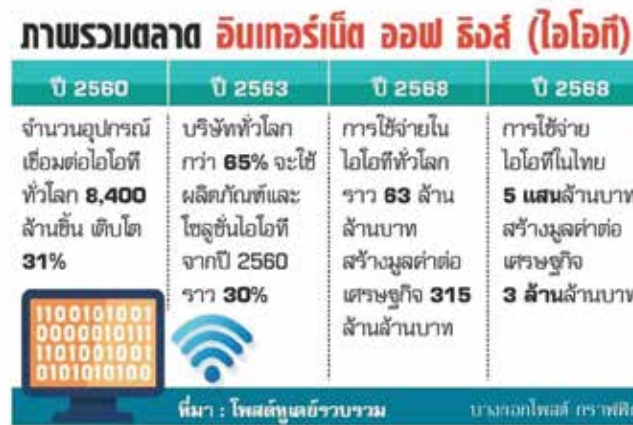 ภาพรวมตลาด อินเทอร์เน็ต ออฟ ธิงส์ (ไอโอที)
ปี 2560
จำนวนอุปกรณ์
เชื่อมต่อไอโอที
ทั่วโลก 8,400
ล้านชิ้น เติบโต
31%
ปี 2563
บริษัททั่วโลก
กว่า 65% จะใช้
ผลิตภัณฑ์และ
โซลูชั่นไอโอที
จากปี 2560
ราว 30%
ปี 2568
การใช้จ่ายใน
ไอโอทีทั่วโลก
ราว 63 ล้าน
ล้านบาท
สร้างมูลค่าต่อ
เศรษฐกิจ 315
ล้านล้านบาท
ปี 2568
การใช้จ่าย
ไอโอทีในไทย
5 แสนล้านบาท
สร้างมูลค่าต่อ
เศรษฐกิจ
3 ล้านล้านบาท
1100101001
0000010111
1101001001
0101010100
ที่มา : โพสต์ทูเดย์รวบรวม
บางกอกโพสต์ กราฟฟิก